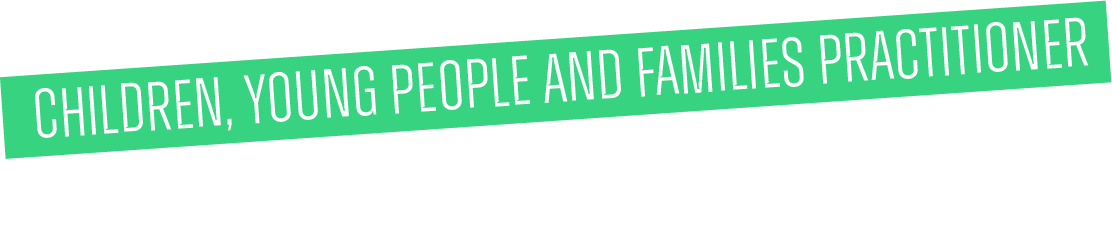 CHILDREN, YOUNG PEOPLE AND FAMILIES PRACTITIONER